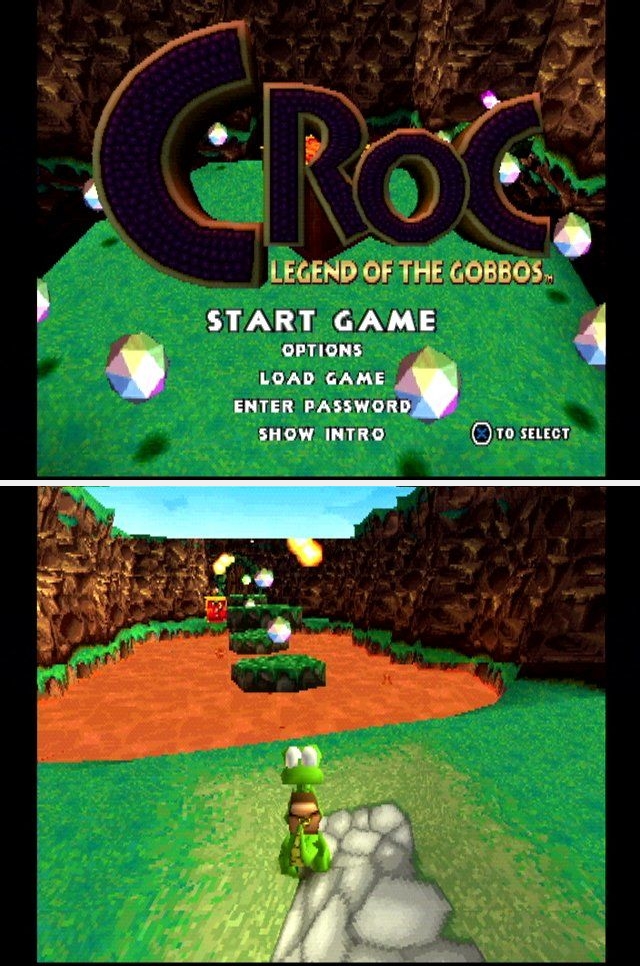 CROC
LEGEND OF THE GOBBOS™
START GAME
OPTIONS
LOAD GAME
ENTER PASSWORD
SHOW INTRO
TO SELECT